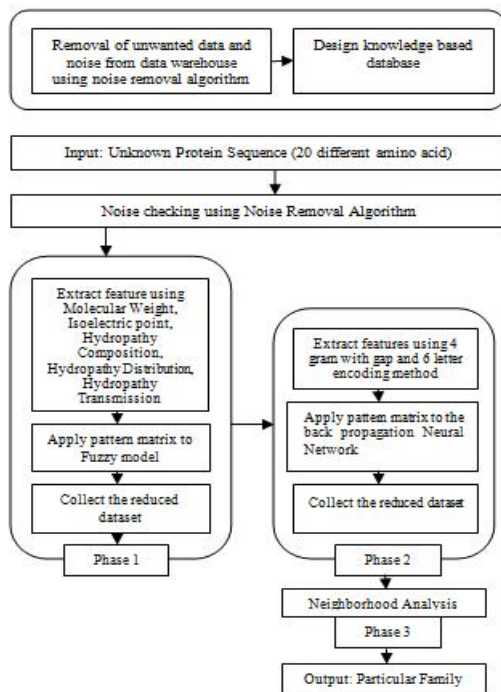 Removal of unwanted data and
noise from data warehouse
using noise removal algorithm
Design knowledge based
database
Input: Unknown Protein Sequence (20 different amino acid)
Noise checking using Noise Removal Algorithm
Extract feature using
Molecular Weight,
Isoelectric point,
Hydropathy
Composition,
Hydropathy Distribution,
Hydropathy
Transmission
Apply pattern matrix to
Fuzzy model
Collect the reduced
dataset
Phase 1
Extract features using 4
gram with gap and 6 letter
encoding method
Apply pattern matrix to the
back propagation Neural
Network
Collect the reduced dataset
Phase 2
Neighborhood Analysis
Phase 3
Output: Particular Family